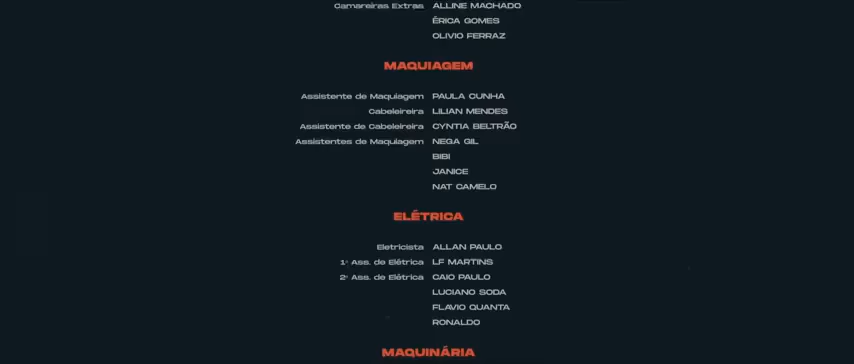 Camareiras Extras ALLINE MACHADO
ÉRICA GOMES
OLIVIO FERRAZ
MAQUIAGEM
Assistente de Maquiagem PAULA CUNHA
Cabeleireira LILIAN MENDES
Assistente de Cabeleireira CYNTIA BELTRÃO
Assistentes de Maquiagem NEGA GIL
BIBI
JANICE
NAT CAMELO
ELÉTRICA
Eletricista ALLAN PAULO
1º Ass. de Elétrica LF MARTINS
2º Ass. de Elétrica CAIO PAULO
LUCIANO SODA
FLAVIO QUANTA
RONALDO
MAQUINÁRIA